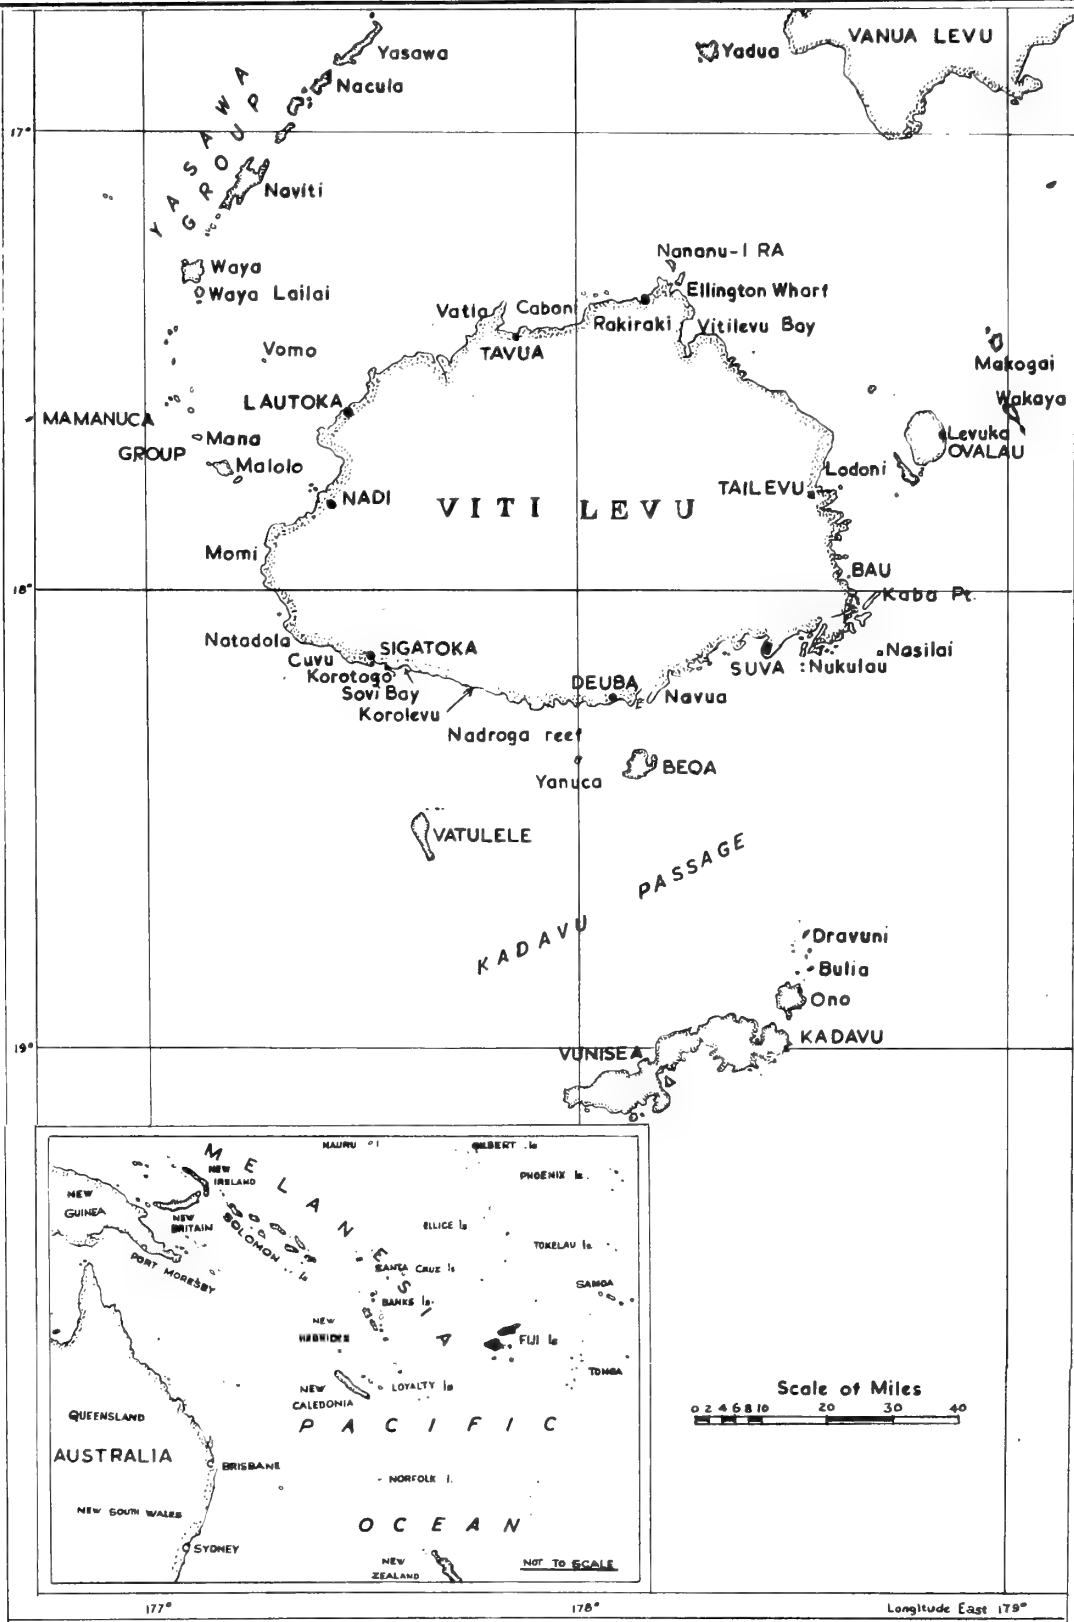 Yasawa
Yadua
VANUA LEVU
Nacula
17°
YASAWA
GROUP
Naviti
Nananu-I RA
Waya
Ellington Wharf
Waya Lailai
Vatia
Caboni
Rakiraki
Vitilevu Bay
TAVUA
Vomo
Makogai
LAUTOKA
Wakaya
MAMANUCA
GROUP
Mana
Levuka
OVALAU
Malolo
Lodoni
TAILEVU
NADI
VITI LEVU
Momi
BAU
18°
Kaba Pt.
Natadola
SIGATOKA
Cuvu
Korotogo
Sovi Bay
Korolevu
DEUBA
Navua
SUVA
Nukulau
Nasilai
Nadroga reef
Yanuca
BEQA
VATULELE
KADAVU PASSAGE
Dravuni
Bulia
Ono
19°
VUNISEA
KADAVU
MELANESIA
NAURU I
GILBERT Is
NEW
IRELAND
PHOENIX Is.
NEW
GUINEA
NEW
BRITAIN
SOLOMON Is
ELLICE Is
TOKELAU Is
PORT MORESBY
SANTA CRUZ Is
SAMOA
BANKS Is.
NEW
HEBRIDES
FIJI Is
TONGA
NEW
CALEDONIA
LOYALTY Is
PACIFIC
QUEENSLAND
AUSTRALIA
BRISBANE
NORFOLK I.
NEW SOUTH WALES
OCEAN
SYDNEY
NEW
ZEALAND
NOT TO SCALE
Scale of Miles
0 2 4 6 8 10 20 30 40
177° 178° Longitude East 179°